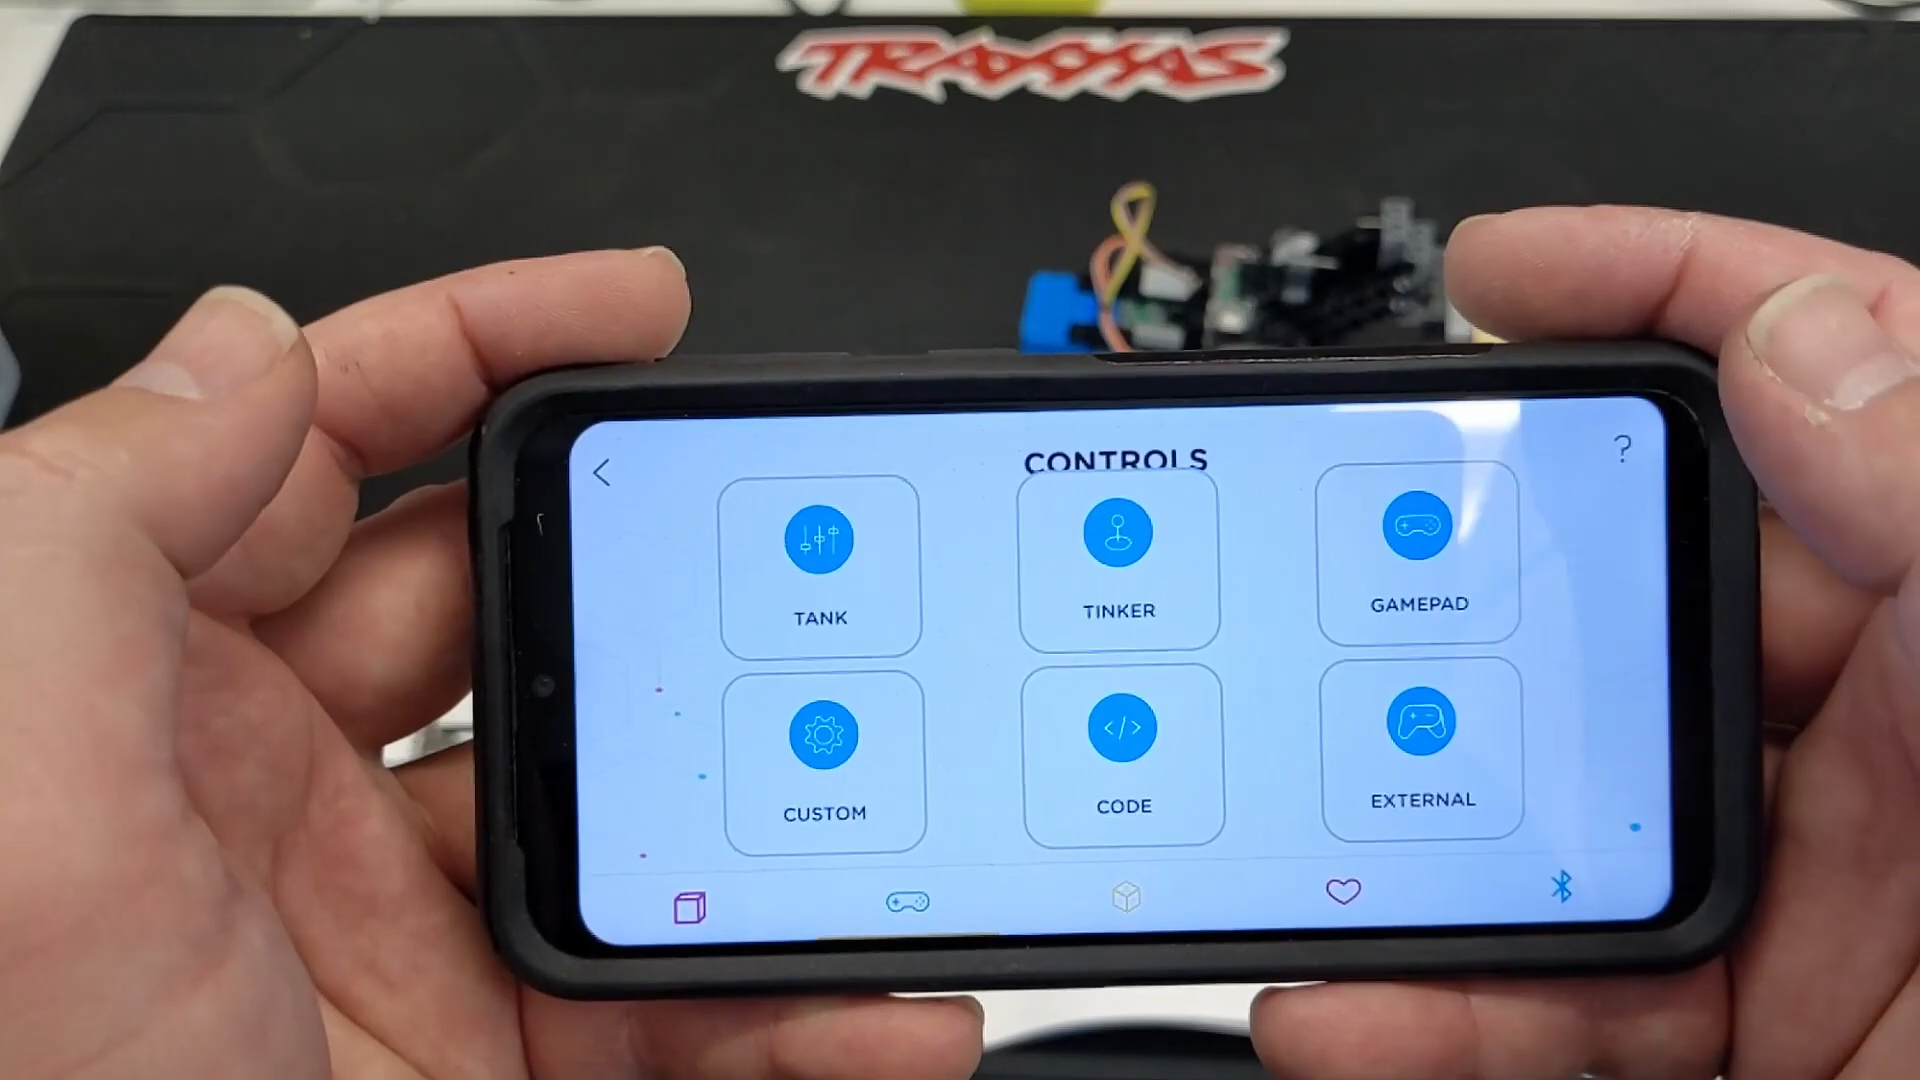 TRAXXAS
CONTROLS
?
TANK
TINKER
GAMEPAD
CUSTOM
CODE
EXTERNAL